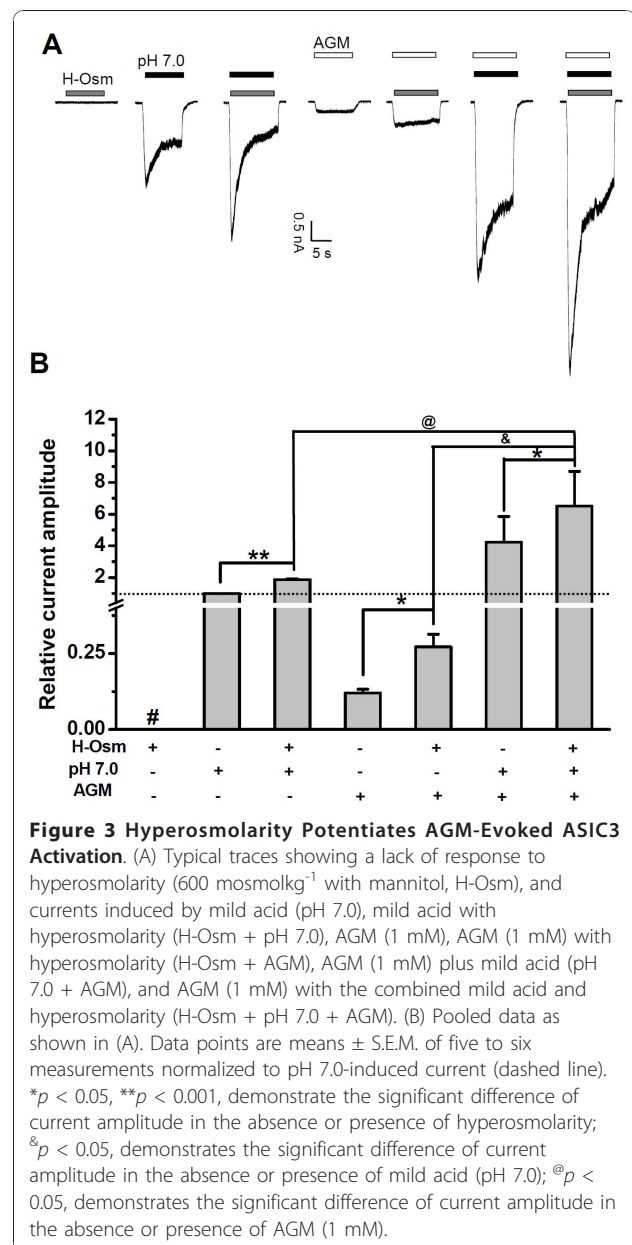 A
AGM
pH 7.0
H-Osm
0.5 nA
5 s
B
12
10
8
6
4
2
0.25
0.00
Relative current amplitude
@
&
*
**
*
#
H-Osm + - + - + - +
pH 7.0 - + + - - + +
AGM - - - + + + +
Figure 3 Hyperosmolarity Potentiates AGM-Evoked ASIC3
Activation. (A) Typical traces showing a lack of response to
hyperosmolarity (600 mosmolkg⁻¹ with mannitol, H-Osm), and
currents induced by mild acid (pH 7.0), mild acid with
hyperosmolarity (H-Osm + pH 7.0), AGM (1 mM), AGM (1 mM) with
hyperosmolarity (H-Osm + AGM), AGM (1 mM) plus mild acid (pH
7.0 + AGM), and AGM (1 mM) with the combined mild acid and
hyperosmolarity (H-Osm + pH 7.0 + AGM). (B) Pooled data as
shown in (A). Data points are means ± S.E.M. of five to six
measurements normalized to pH 7.0-induced current (dashed line).
*p < 0.05, **p < 0.001, demonstrate the significant difference of
current amplitude in the absence or presence of hyperosmolarity;
&p < 0.05, demonstrates the significant difference of current
amplitude in the absence or presence of mild acid (pH 7.0); @p <
0.05, demonstrates the significant difference of current amplitude in
the absence or presence of AGM (1 mM).